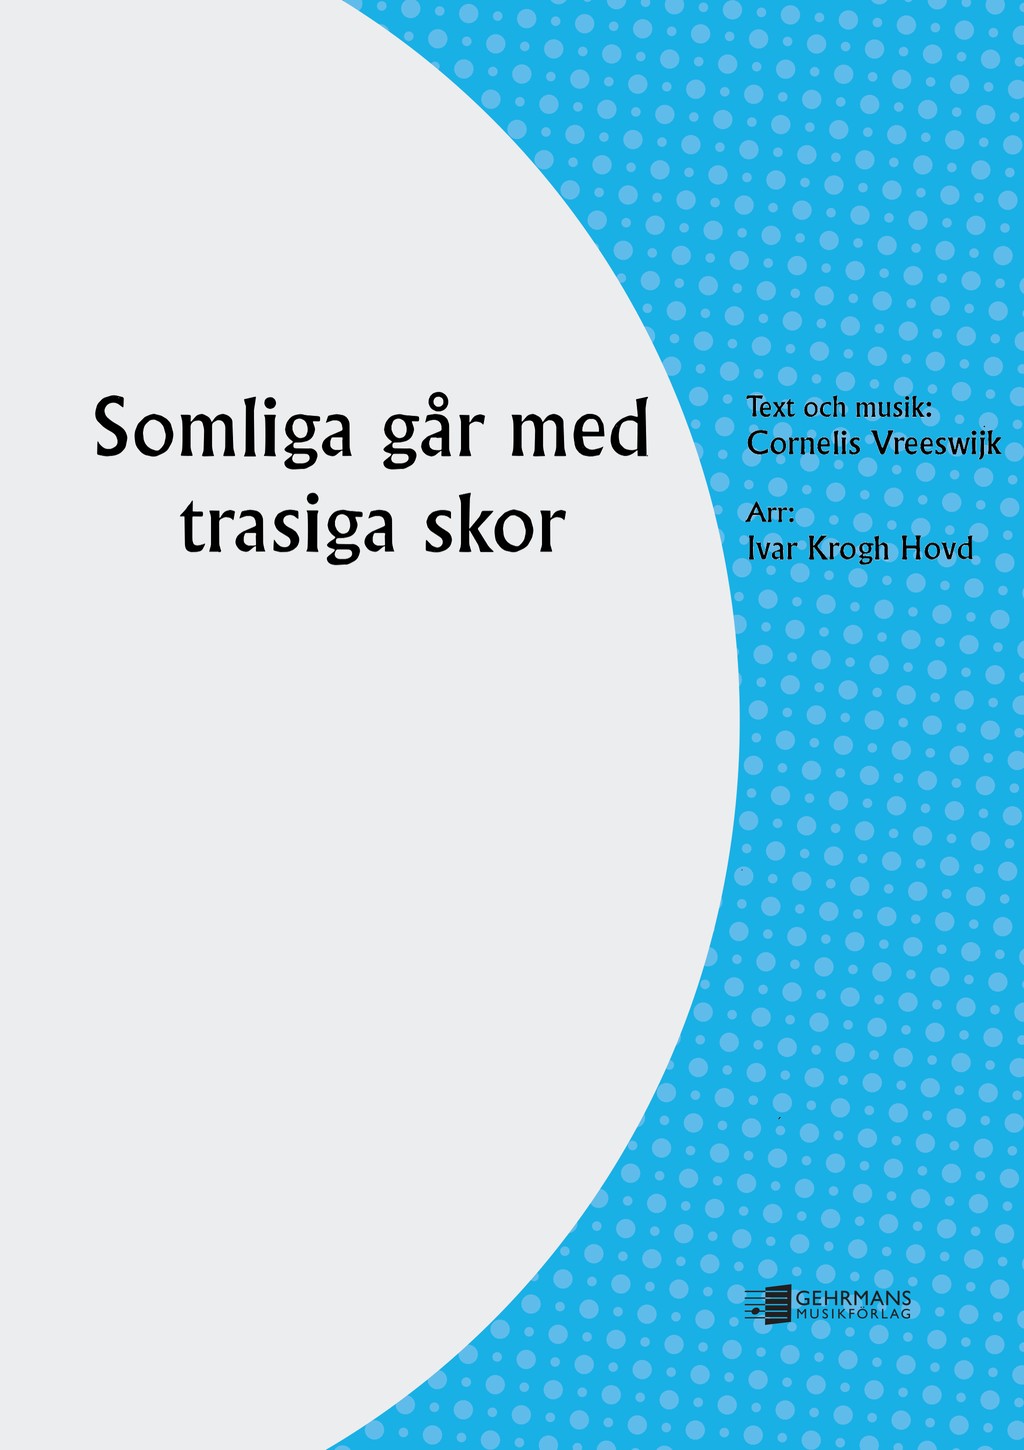 Somliga går med
trasiga skor
Text och musik:
Cornelis Vreeswijk
Arr:
Ivar Krogh Hovd
GEHRMANS
MUSIKFÖRLAG